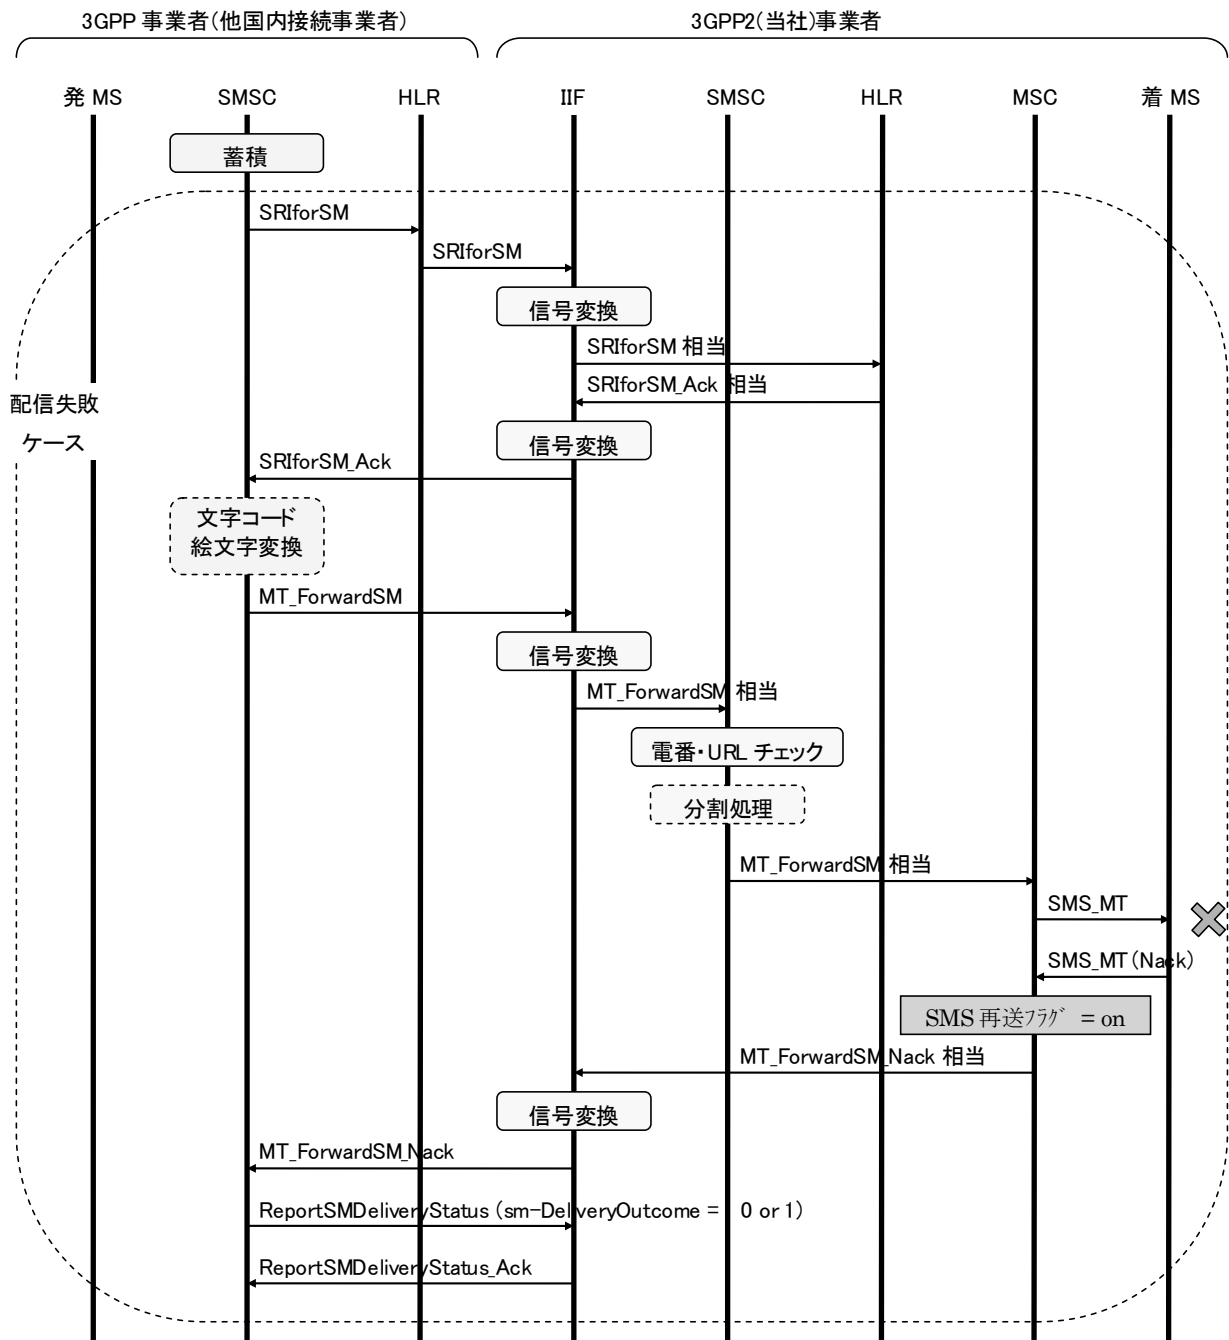 3GPP 事業者(他国内接続事業者)
3GPP2(当社)事業者
発 MS
SMSC
HLR
IIF
SMSC
HLR
MSC
着 MS
蓄積
SRIforSM
SRIforSM
信号変換
SRIforSM 相当
SRIforSM_Ack 相当
配信失敗
ケース
信号変換
SRIforSM_Ack
文字コード
絵文字変換
MT_ForwardSM
信号変換
MT_ForwardSM 相当
電番・URL チェック
分割処理
MT_ForwardSM 相当
SMS_MT
SMS_MT(Nack)
SMS 再送ﾌﾗｸﾞ = on
MT_ForwardSM_Nack 相当
信号変換
MT_ForwardSM_Nack
ReportSMDeliveryStatus (sm-DeliveryOutcome = 0 or 1)
ReportSMDeliveryStatus_Ack